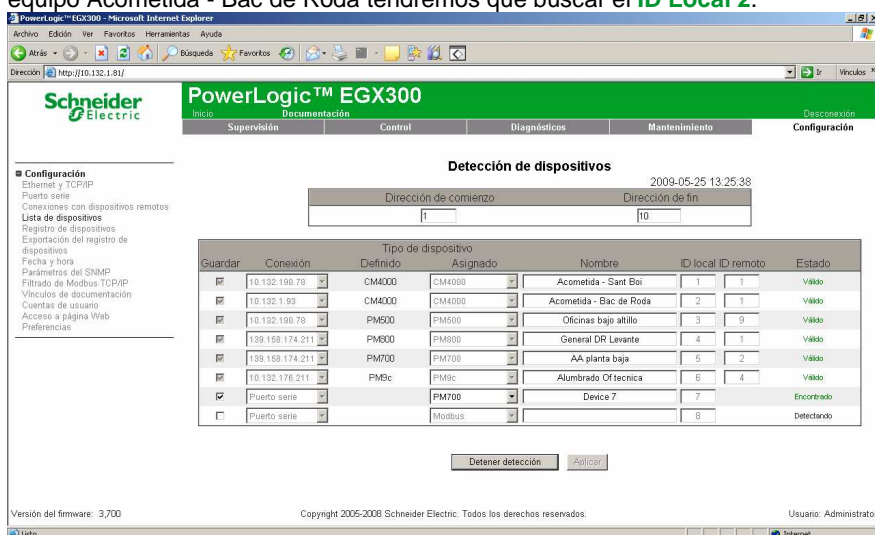 equipo Acometida - Bac de Roda tendremos que buscar el ID Local 2.
PowerLogic™ EGX300 - Microsoft Internet Explorer
Archivo Edición Ver Favoritos Herramientas Ayuda
Atrás Búsqueda Favoritos
Dirección http://10.132.1.81/ Ir Vínculos
Schneider Electric
PowerLogic™ EGX300
Inicio Documentación Desconexión
Supervisión Control Diagnósticos Mantenimiento Configuración
Detección de dispositivos
2009-05-25 13:25:38
Configuración
Ethernet y TCP/IP
Puerto serie
Conexiones con dispositivos remotos
Lista de dispositivos
Registro de dispositivos
Exportación del registro de
dispositivos
Fecha y hora
Parámetros del SNMP
Filtrado de Modbus TCP/IP
Vínculos de documentación
Cuentas de usuario
Acceso a página Web
Preferencias
Dirección de comienzo Dirección de fin
1 10
Tipo de dispositivo
Guardar Conexión Definido Asignado Nombre ID local ID remoto Estado
10.132.190.78 CM4000 CM4000 Acometida - Sant Boi 1 1 Válido
10.132.1.93 CM4000 CM4000 Acometida - Bac de Roda 2 1 Válido
10.132.190.78 PM500 PM500 Oficinas bajo altillo 3 9 Válido
139.158.174.211 PM800 PM800 General DR Levante 4 1 Válido
139.158.174.211 PM700 PM700 AA planta baja 5 2 Válido
10.132.176.211 PM9c PM9c Alumbrado Of tecnica 6 4 Válido
Puerto serie PM700 Device 7 7 Encontrado
Puerto serie Modbus 8 Detectando
Detener detección Aplicar
Versión del firmware: 3,700 Copyright 2005-2008 Schneider Electric. Todos los derechos reservados. Usuario: Administrato
Listo Internet